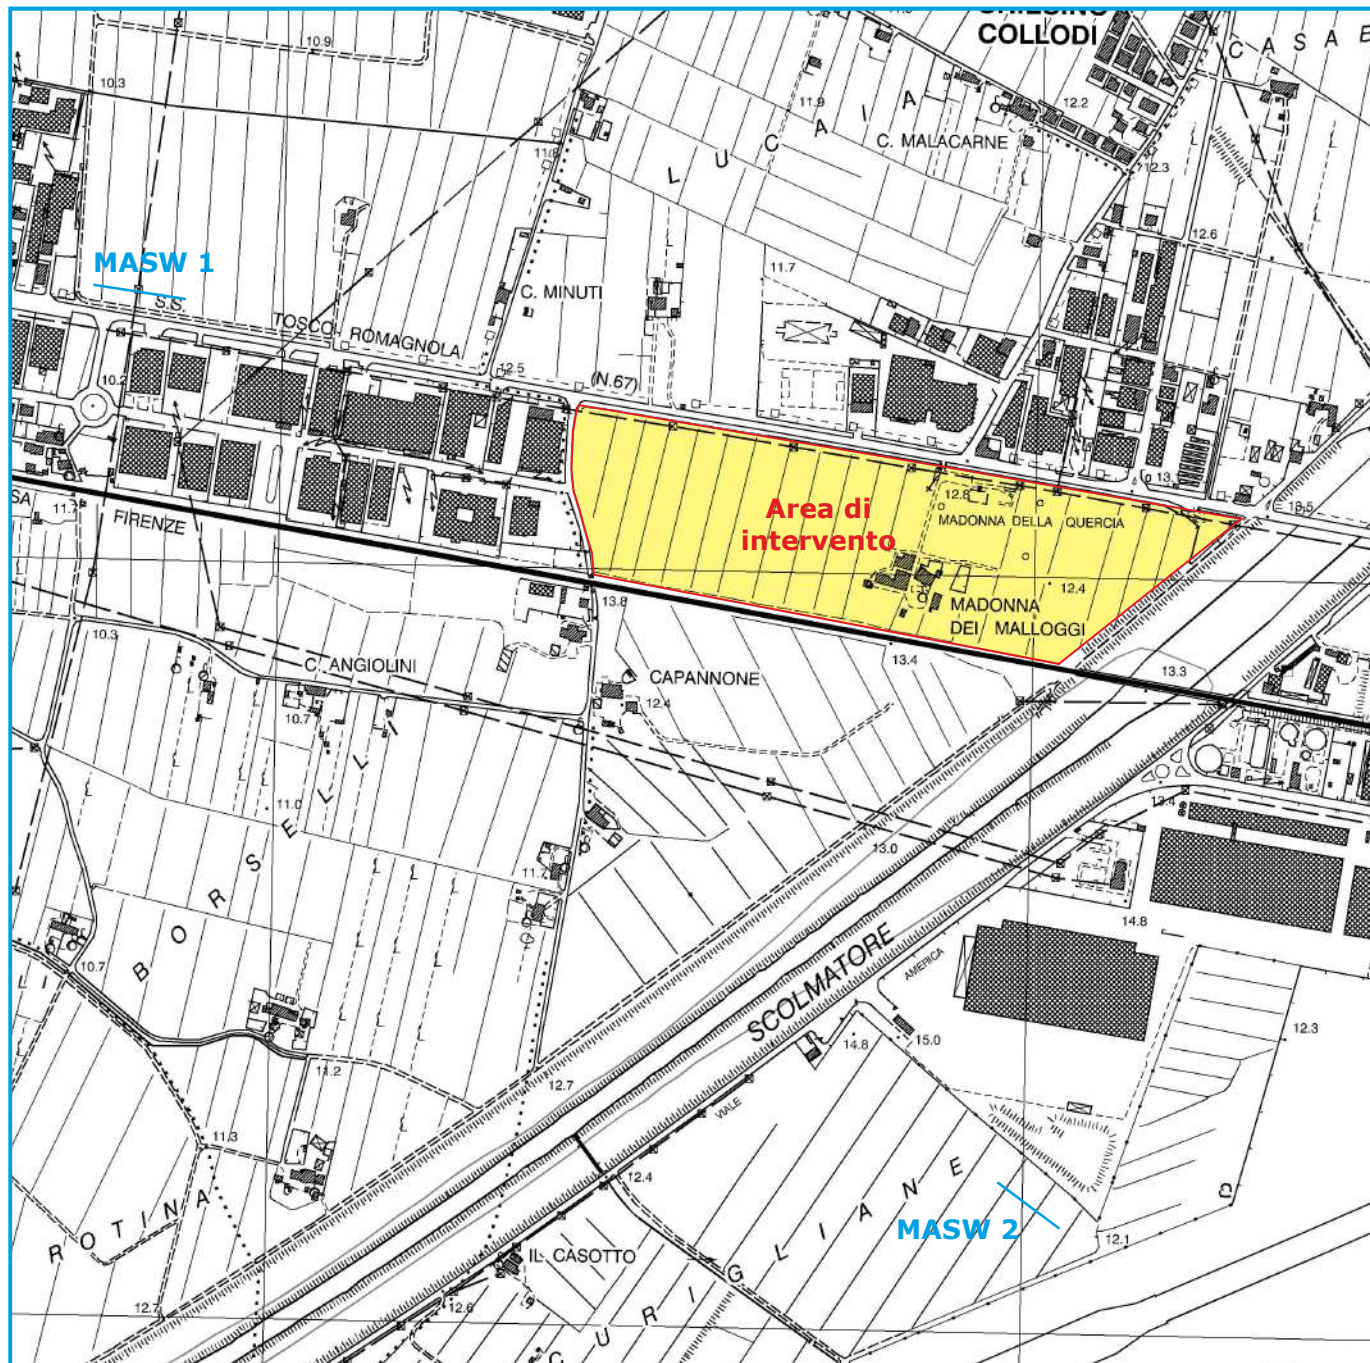 COLLODI
10.9
10.3
11.9
12.2
C A S A B
L U C A I A
C. MALACARNE
11.8
12.3
12.6
MASW 1
S.S.
TOSCO - ROMAGNOLA
C. MINUTI
11.7
10.2
12.5
(N.67)
12.8
13.5
Area di
intervento
MADONNA DELLA QUERCIA
FIRENZE
12.4
MADONNA
DEI MALLOGGI
13.8
10.3
C. ANGIOLINI
CAPANNONE
13.4
13.3
10.7
12.4
11.0
B O R S E L L I
13.4
13.0
11.7
10.7
L I
14.8
SCOLMATORE
AMERICA
12.3
15.0
14.8
11.2
12.7
VIALE
11.3
12.4
R O T I N A
C U R I G L I A N E
MASW 2
12.1
IL CASOTTO
12.7
12.6